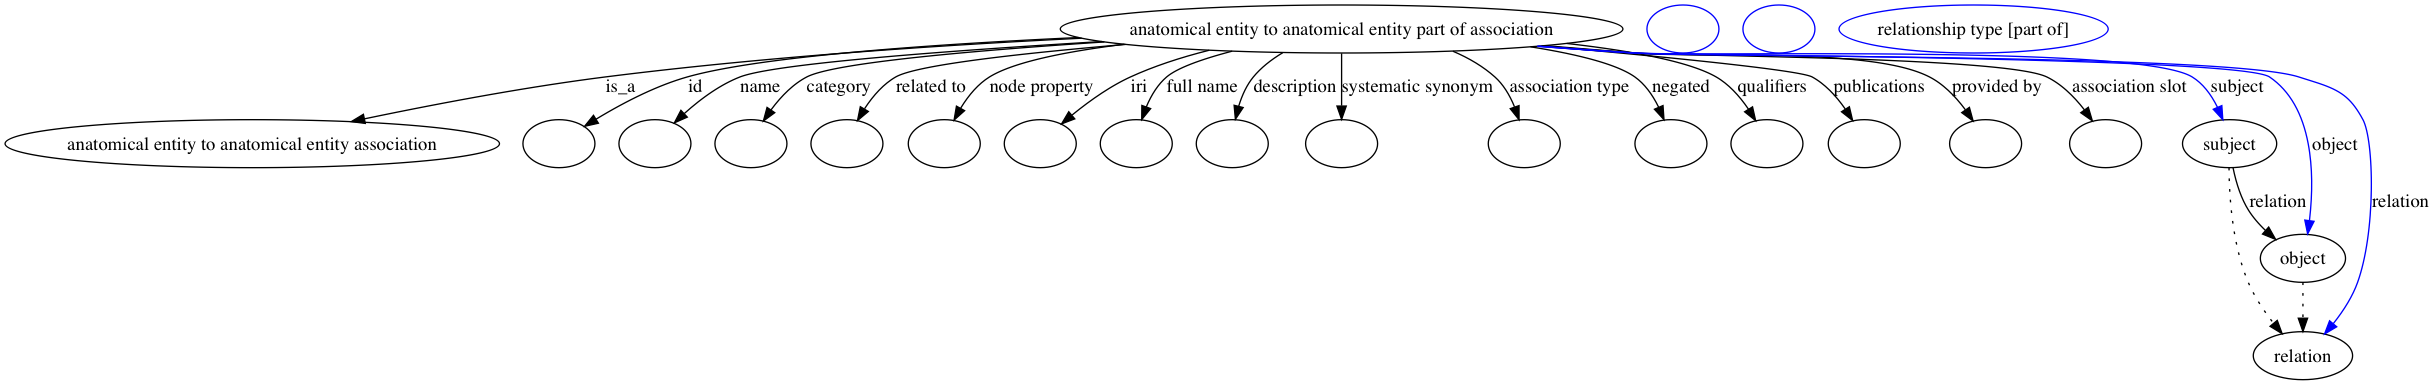 anatomical entity to anatomical entity part of association
relationship type [part of]
is_a
id
name
category
related to
node property
iri
full name
description
systematic synonym
association type
negated
qualifiers
publications
provided by
association slot
subject
anatomical entity to anatomical entity association
subject
object
relation
relation
object
relation